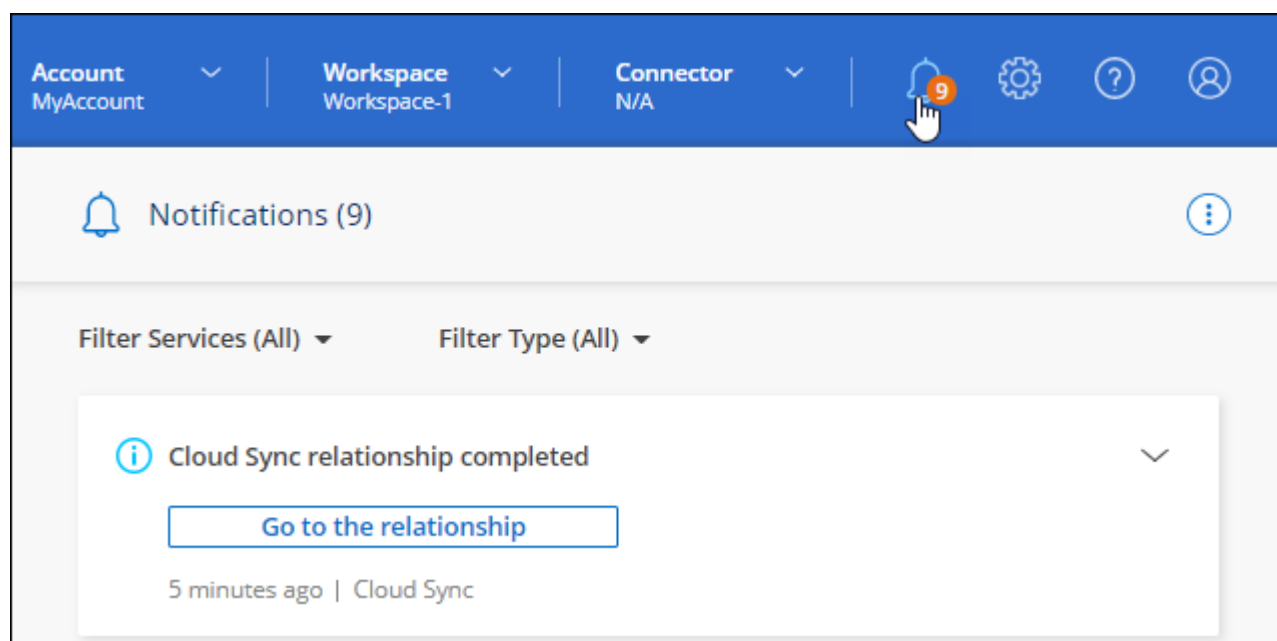 Account
MyAccount
Workspace
Workspace-1
Connector
N/A
9
Notifications (9)
Filter Services (All)
Filter Type (All)
Cloud Sync relationship completed
Go to the relationship
5 minutes ago | Cloud Sync